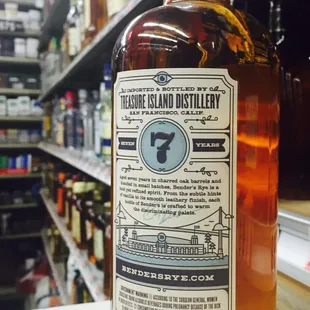 IMPORTED & BOTTLED BY
TREASURE ISLAND DISTILLERY
SAN FRANCISCO, CALIF.
SEVEN 7 YEARS
Aged seven years in charred oak barrels and
blended in small batches, Bender's Rye is a
refined spirit. From the subtle hints
to the smooth leathery finish, each
bottle of Bender's is crafted to please
the discriminating palate.
BENDERSRYE.COM
GOVERNMENT WARNING: (1) ACCORDING TO THE SURGEON GENERAL, WOMEN
SHOULD NOT DRINK ALCOHOLIC BEVERAGES DURING PREGNANCY BECAUSE OF THE RISK